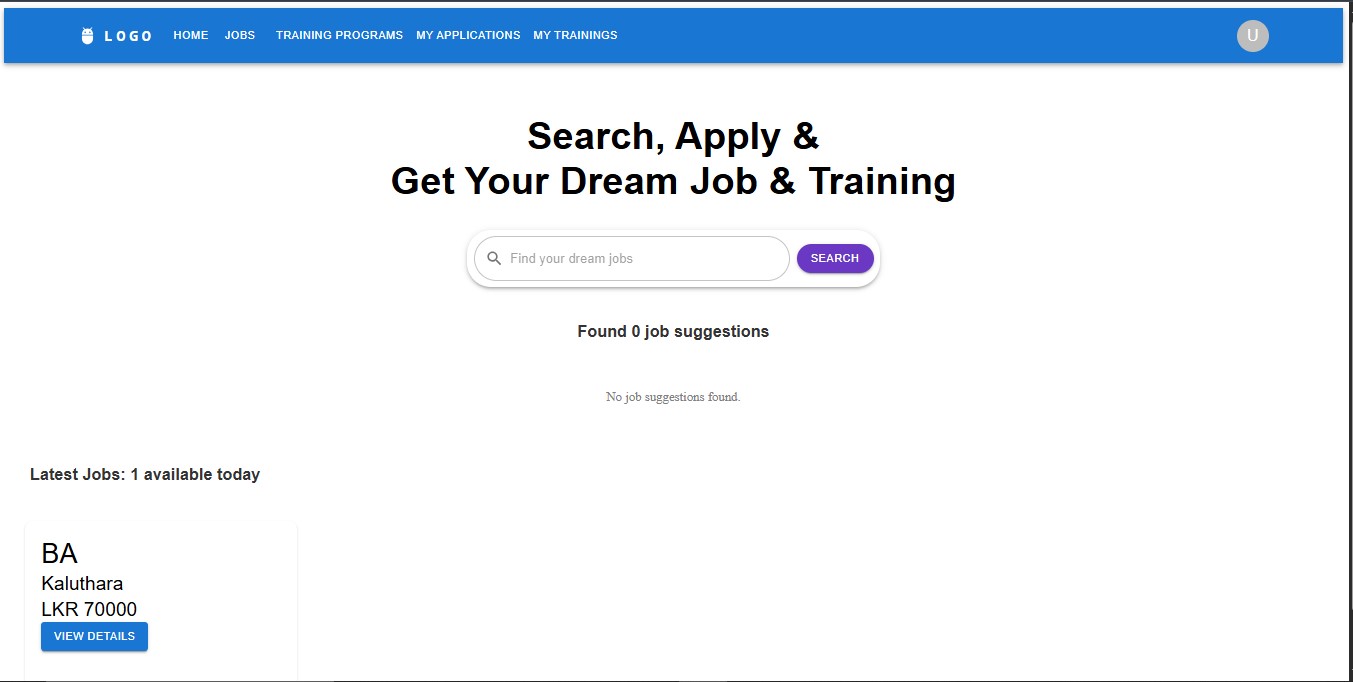 LOGO HOME JOBS TRAINING PROGRAMS MY APPLICATIONS MY TRAININGS U
Search, Apply &
Get Your Dream Job & Training
Find your dream jobs SEARCH
Found 0 job suggestions
No job suggestions found.
Latest Jobs: 1 available today
BA
Kaluthara
LKR 70000
VIEW DETAILS